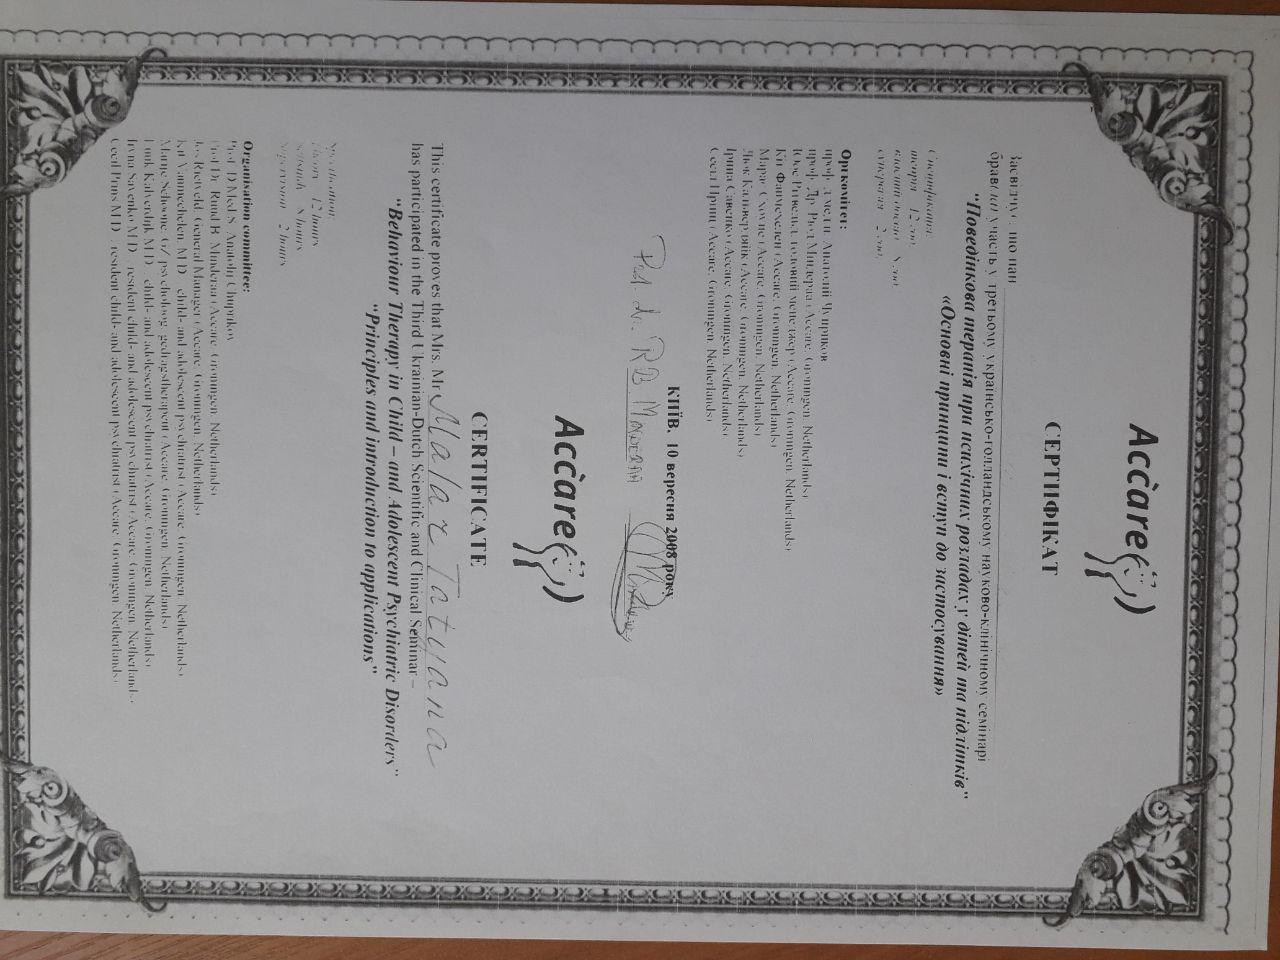 Accare
СЕРТИФІКАТ
Засвідчує, що пан
брав(ла) участь у третьому українсько-голландському науково-клінічному семінарі
"Поведінкова терапія при психічних розладах у дітей та підлітків"
«Основні принципи і вступ до застосування»
Специфікація:
теорія 12 год.
власний досвід 8 год.
супервізія 2 год.
Оргкомітет:
проф. д.мед.н. Анатолій Чуприков
проф. Др. Рюд Міндераа (Accare, Groningen, Netherlands)
Юос Рітвельд, головний менеджер (Accare, Groningen, Netherlands)
Кіт Фанмехелен (Accare, Groningen, Netherlands)
(Accare, Groningen, Netherlands)
Люк Кальвердяйк (Accare, Groningen, Netherlands)
Ірина Савенко (Accare, Groningen, Netherlands)
Сесіл Принц (Accare, Groningen, Netherlands)
КИЇВ, 10 вересня 2008 року
Prof. dr. R B Minderaa
Accare
CERTIFICATE
This certificate proves that Mrs. Mr Malar Tatyana
has participated in the Third Ukrainian-Dutch Scientific and Clinical Seminar –
"Behaviour Therapy in Child – and Adolescent Psychiatric Disorders"
"Principles and introduction to applications"
Specification:
Theory 12 hours
Selfstudy 8 hours
Supervision 2 hours
Organisation committee:
Prof. D.Med.S. Anatolij Chuprikov
Prof Dr. Ruud B. Minderaa (Accare, Groningen, Netherlands)
Jos Rietveld, General Manager (Accare, Groningen, Netherlands)
Kit Vanmechelen, M.D., child- and adolescent psychiatrist (Accare, Groningen, Netherlands)
Marije Schoone, GZ psycholoog, gedragstherapeut (Accare, Groningen, Netherlands)
Luuk Kalverdijk M.D., child- and adolescent psychiatrist (Accare, Groningen, Netherlands)
Iryna Savenko M.D., resident child- and adolescent psychiatrist (Accare, Groningen, Netherlands)
Cecil Prins M.D., resident child- and adolescent psychiatrist (Accare, Groningen, Netherlands)